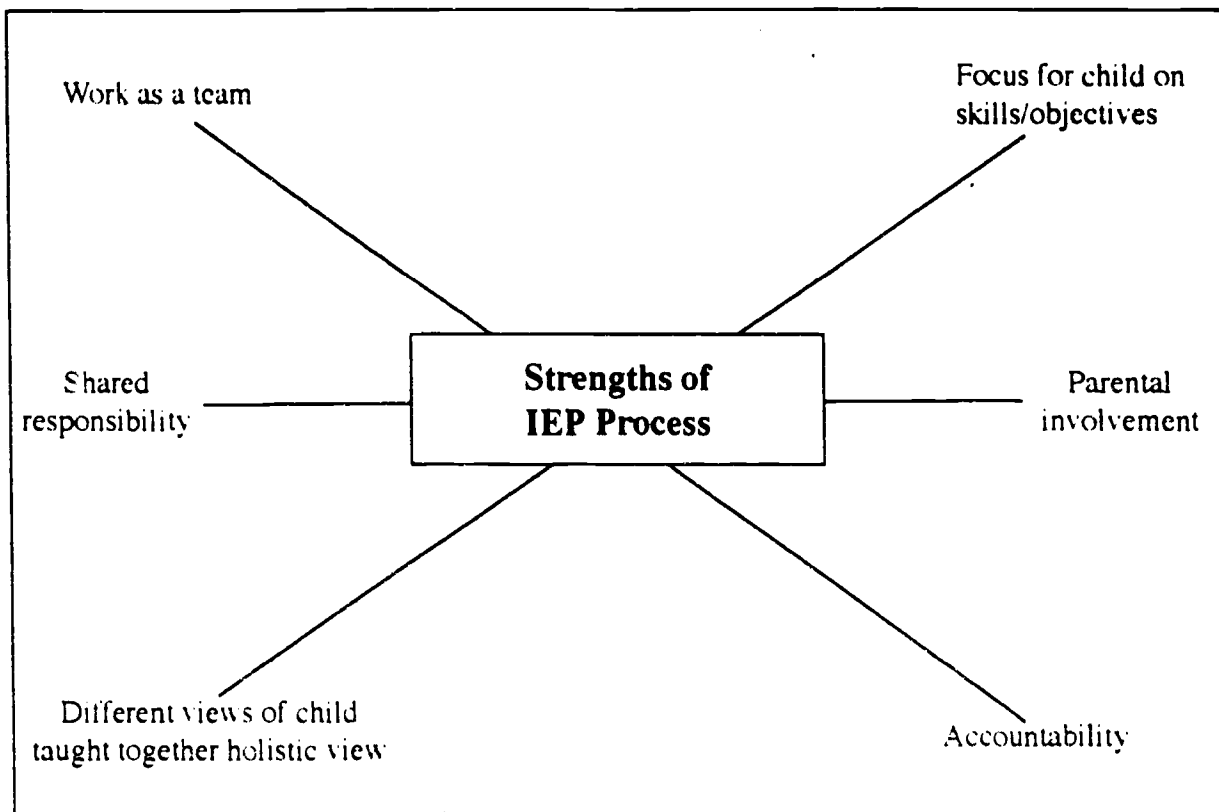 Work as a team
Focus for child on
skills/objectives
Strengths of
IEP Process
Shared
responsibility
Parental
involvement
Different views of child
taught together holistic view
Accountability